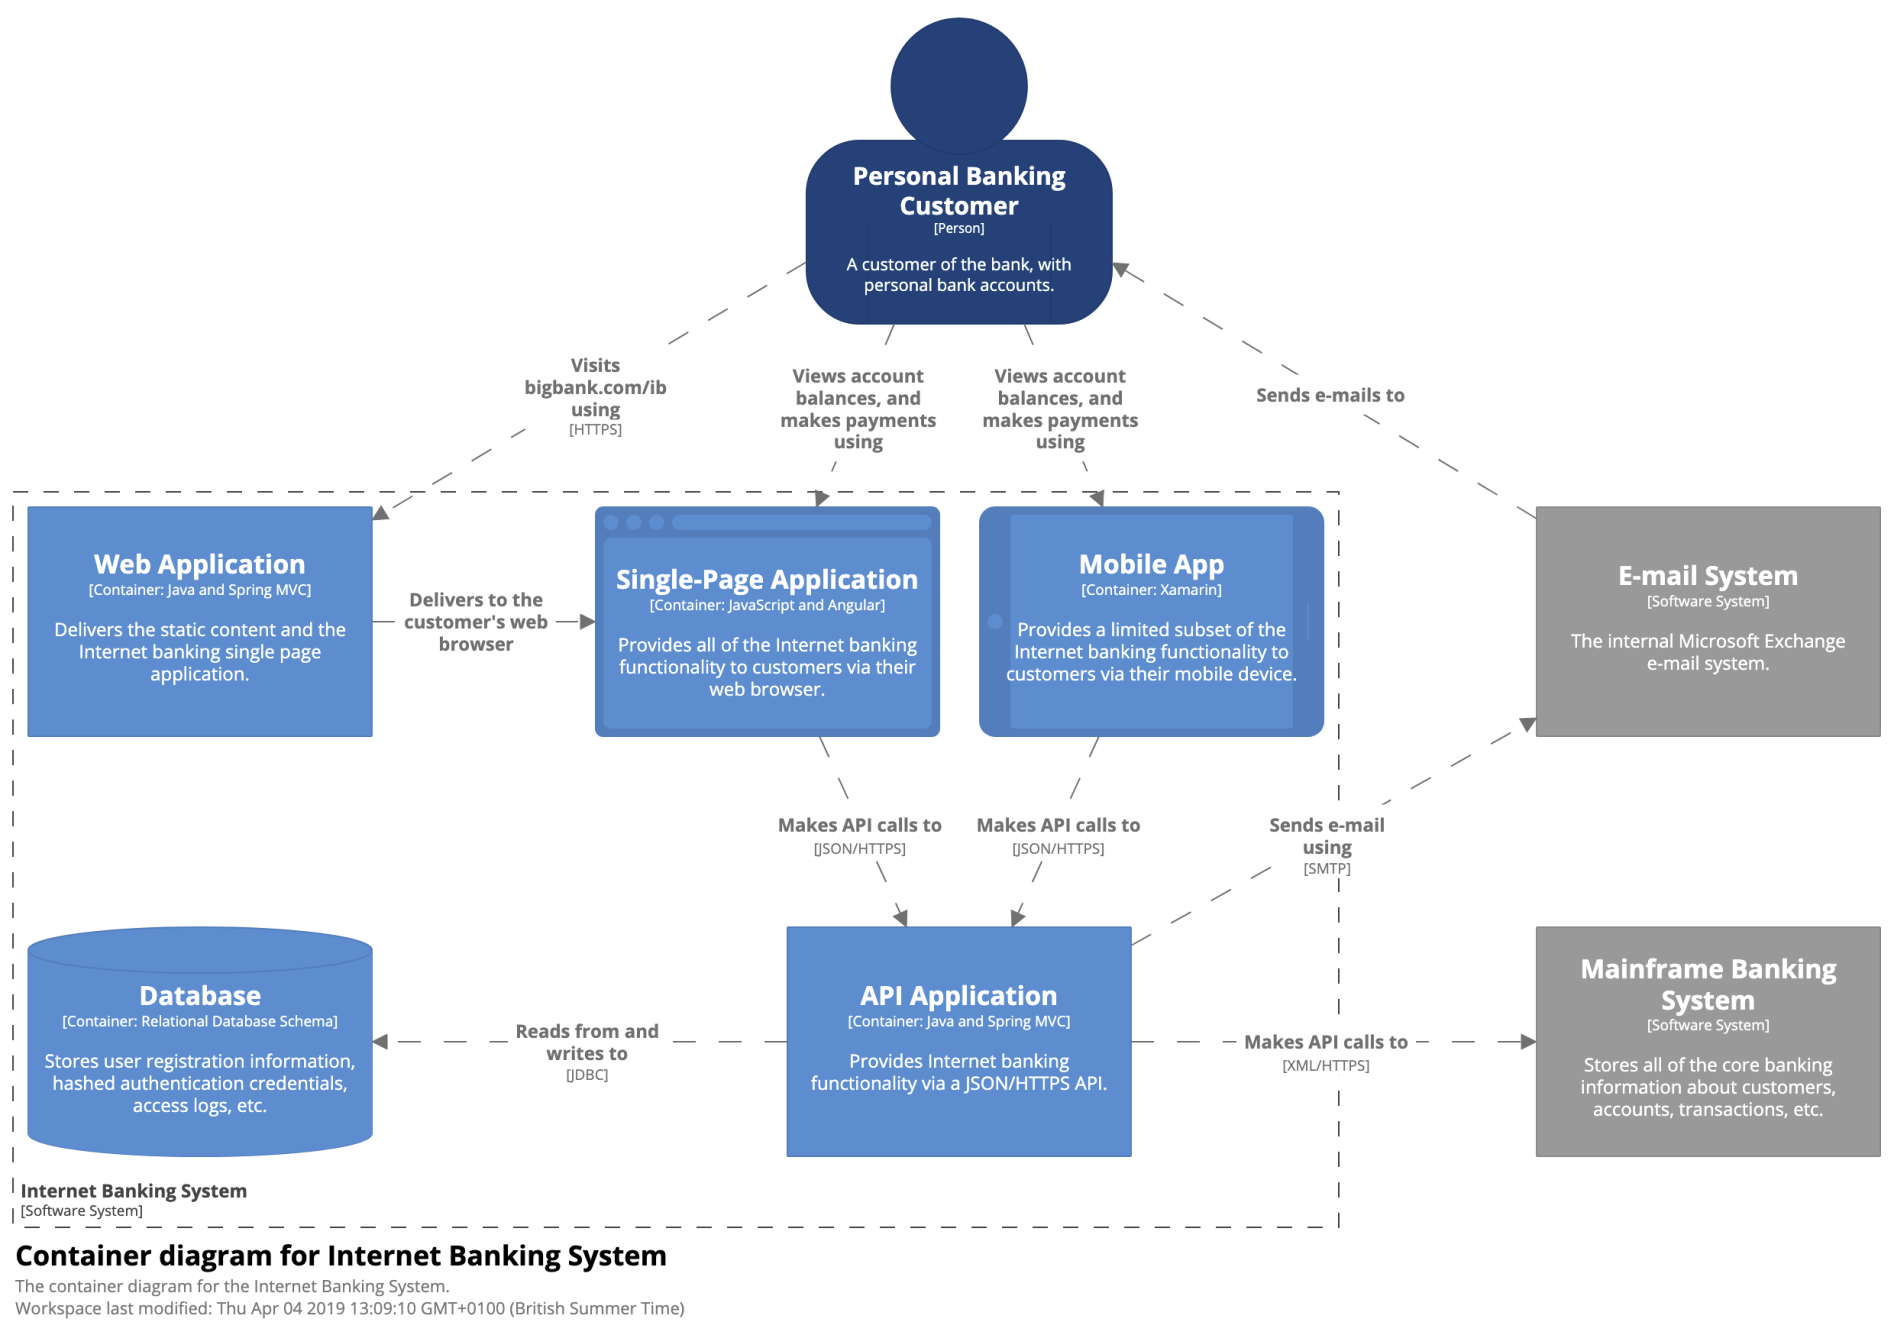 Personal Banking
Customer
[Person]
A customer of the bank, with
personal bank accounts.
Visits
bigbank.com/ib
using
[HTTPS]
Views account
balances, and
makes payments
using
Views account
balances, and
makes payments
using
Sends e-mails to
Web Application
[Container: Java and Spring MVC]
Delivers the static content and the
Internet banking single page
application.
Delivers to the
customer's web
browser
Single-Page Application
[Container: JavaScript and Angular]
Provides all of the Internet banking
functionality to customers via their
web browser.
Mobile App
[Container: Xamarin]
Provides a limited subset of the
Internet banking functionality to
customers via their mobile device.
E-mail System
[Software System]
The internal Microsoft Exchange
e-mail system.
Makes API calls to
[JSON/HTTPS]
Makes API calls to
[JSON/HTTPS]
Sends e-mail
using
[SMTP]
Database
[Container: Relational Database Schema]
Stores user registration information,
hashed authentication credentials,
access logs, etc.
Reads from and
writes to
[JDBC]
API Application
[Container: Java and Spring MVC]
Provides Internet banking
functionality via a JSON/HTTPS API.
Makes API calls to
[XML/HTTPS]
Mainframe Banking
System
[Software System]
Stores all of the core banking
information about customers,
accounts, transactions, etc.
Internet Banking System
[Software System]
Container diagram for Internet Banking System
The container diagram for the Internet Banking System.
Workspace last modified: Thu Apr 04 2019 13:09:10 GMT+0100 (British Summer Time)